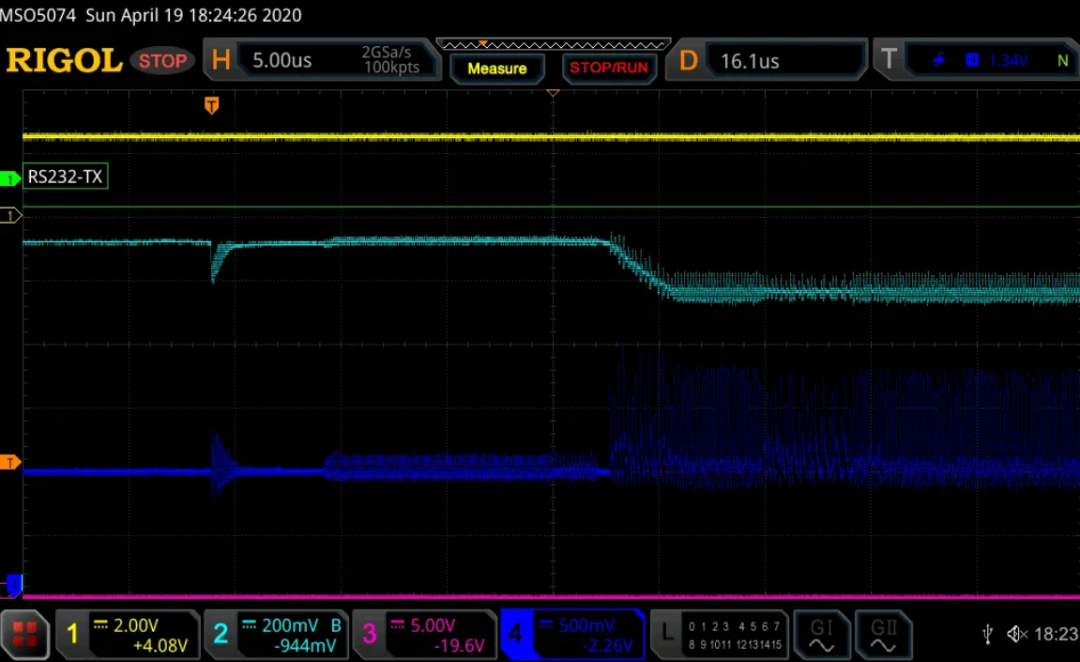 MSO5074 Sun April 19 18:24:26 2020
RIGOL STOP H 5.00us 2GSa/s 100kpts Measure STOP/RUN D 16.1us T 4 1.34V N
T
1 RS232-TX
1
T
1 2.00V +4.08V 2 200mV B -944mV 3 5.00V -19.6V 4 500mV -2.26V L 0 1 2 3 4 5 6 7 8 9 10 11 12 13 14 15 GI GII 18:23